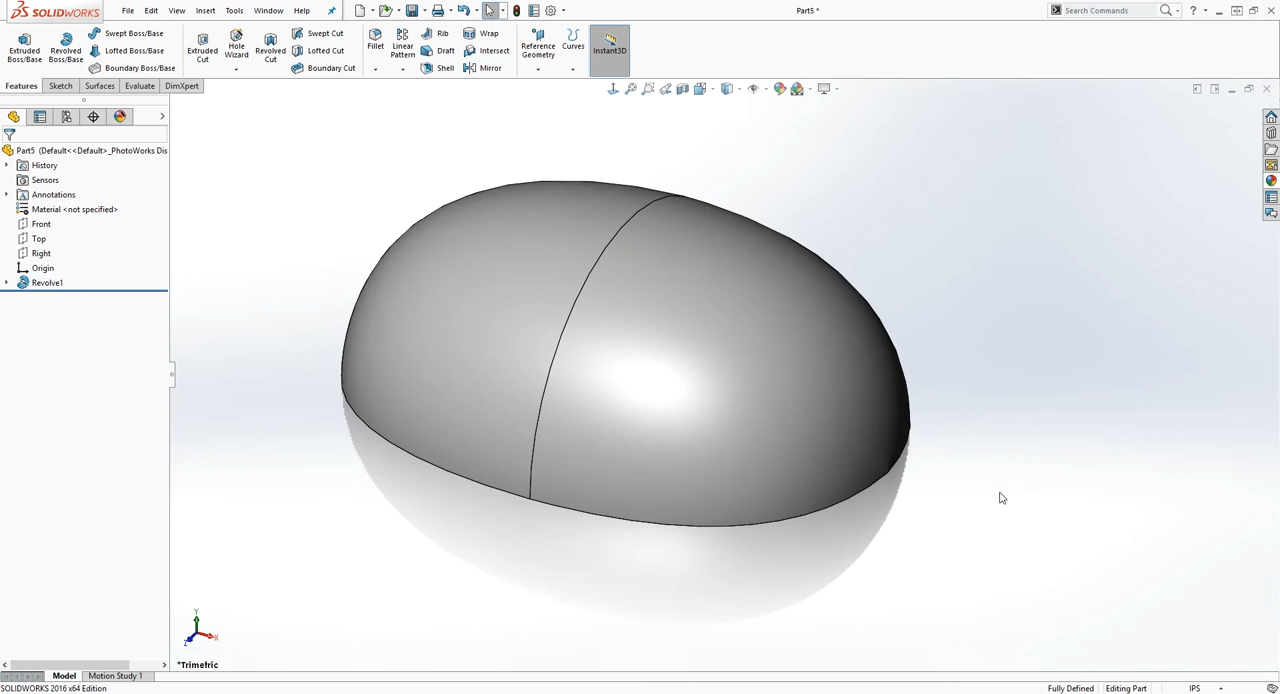 SOLIDWORKS File Edit View Insert Tools Window Help Part5 * Search Commands ?
Extruded Boss/Base
Revolved Boss/Base
Swept Boss/Base
Lofted Boss/Base
Boundary Boss/Base
Extruded Cut
Hole Wizard
Revolved Cut
Swept Cut
Lofted Cut
Boundary Cut
Fillet
Linear Pattern
Rib
Draft
Shell
Wrap
Intersect
Mirror
Reference Geometry
Curves
Instant3D
Features Sketch Surfaces Evaluate DimXpert
Part5 (Default<<Default>_PhotoWorks Dis
History
Sensors
Annotations
Material <not specified>
Front
Top
Right
Origin
Revolve1
Y
Z X
*Trimetric
Model Motion Study 1
SOLIDWORKS 2016 x64 Edition Fully Defined Editing Part IPS